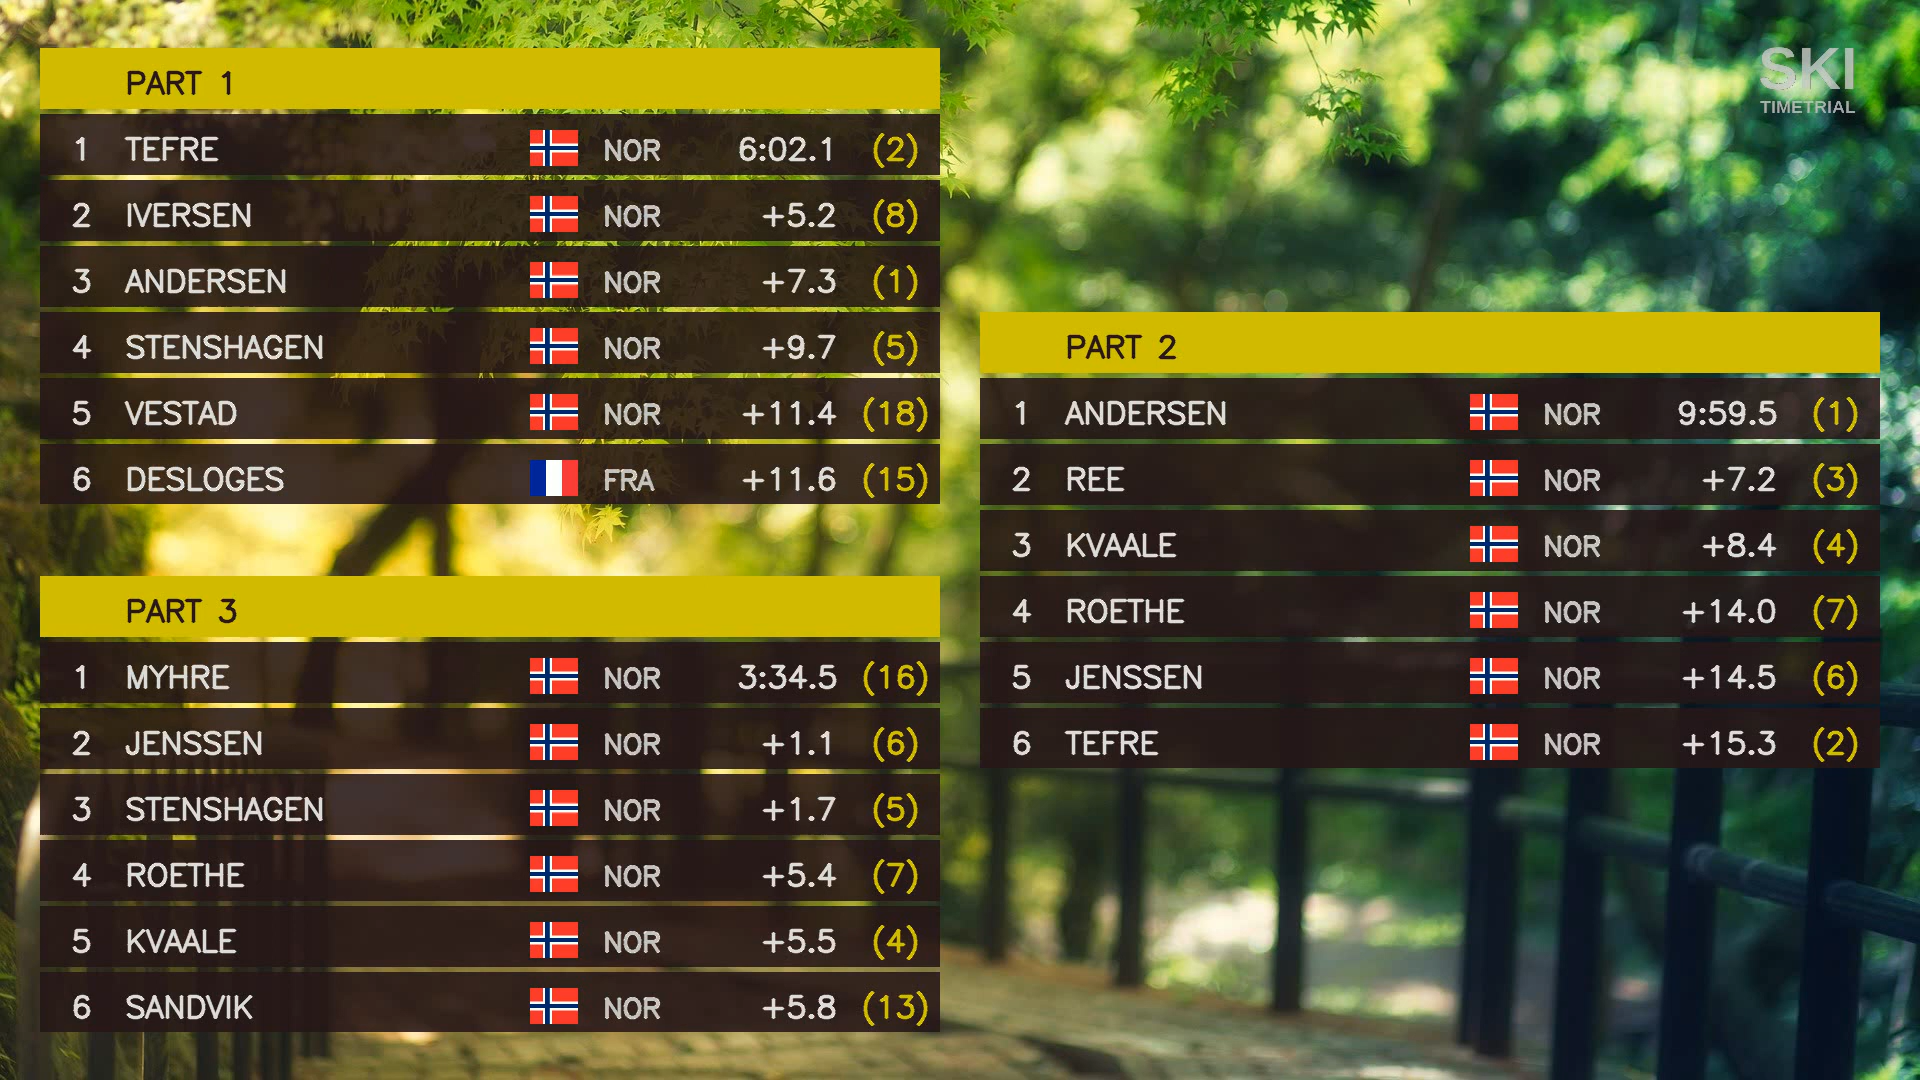 PART 1
1 TEFRE NOR 6:02.1 (2)
2 IVERSEN NOR +5.2 (8)
3 ANDERSEN NOR +7.3 (1)
4 STENSHAGEN NOR +9.7 (5)
5 VESTAD NOR +11.4 (18)
6 DESLOGES FRA +11.6 (15)
PART 3
1 MYHRE NOR 3:34.5 (16)
2 JENSSEN NOR +1.1 (6)
3 STENSHAGEN NOR +1.7 (5)
4 ROETHE NOR +5.4 (7)
5 KVAALE NOR +5.5 (4)
6 SANDVIK NOR +5.8 (13)
SKI
TIMETRIAL
PART 2
1 ANDERSEN NOR 9:59.5 (1)
2 REE NOR +7.2 (3)
3 KVAALE NOR +8.4 (4)
4 ROETHE NOR +14.0 (7)
5 JENSSEN NOR +14.5 (6)
6 TEFRE NOR +15.3 (2)